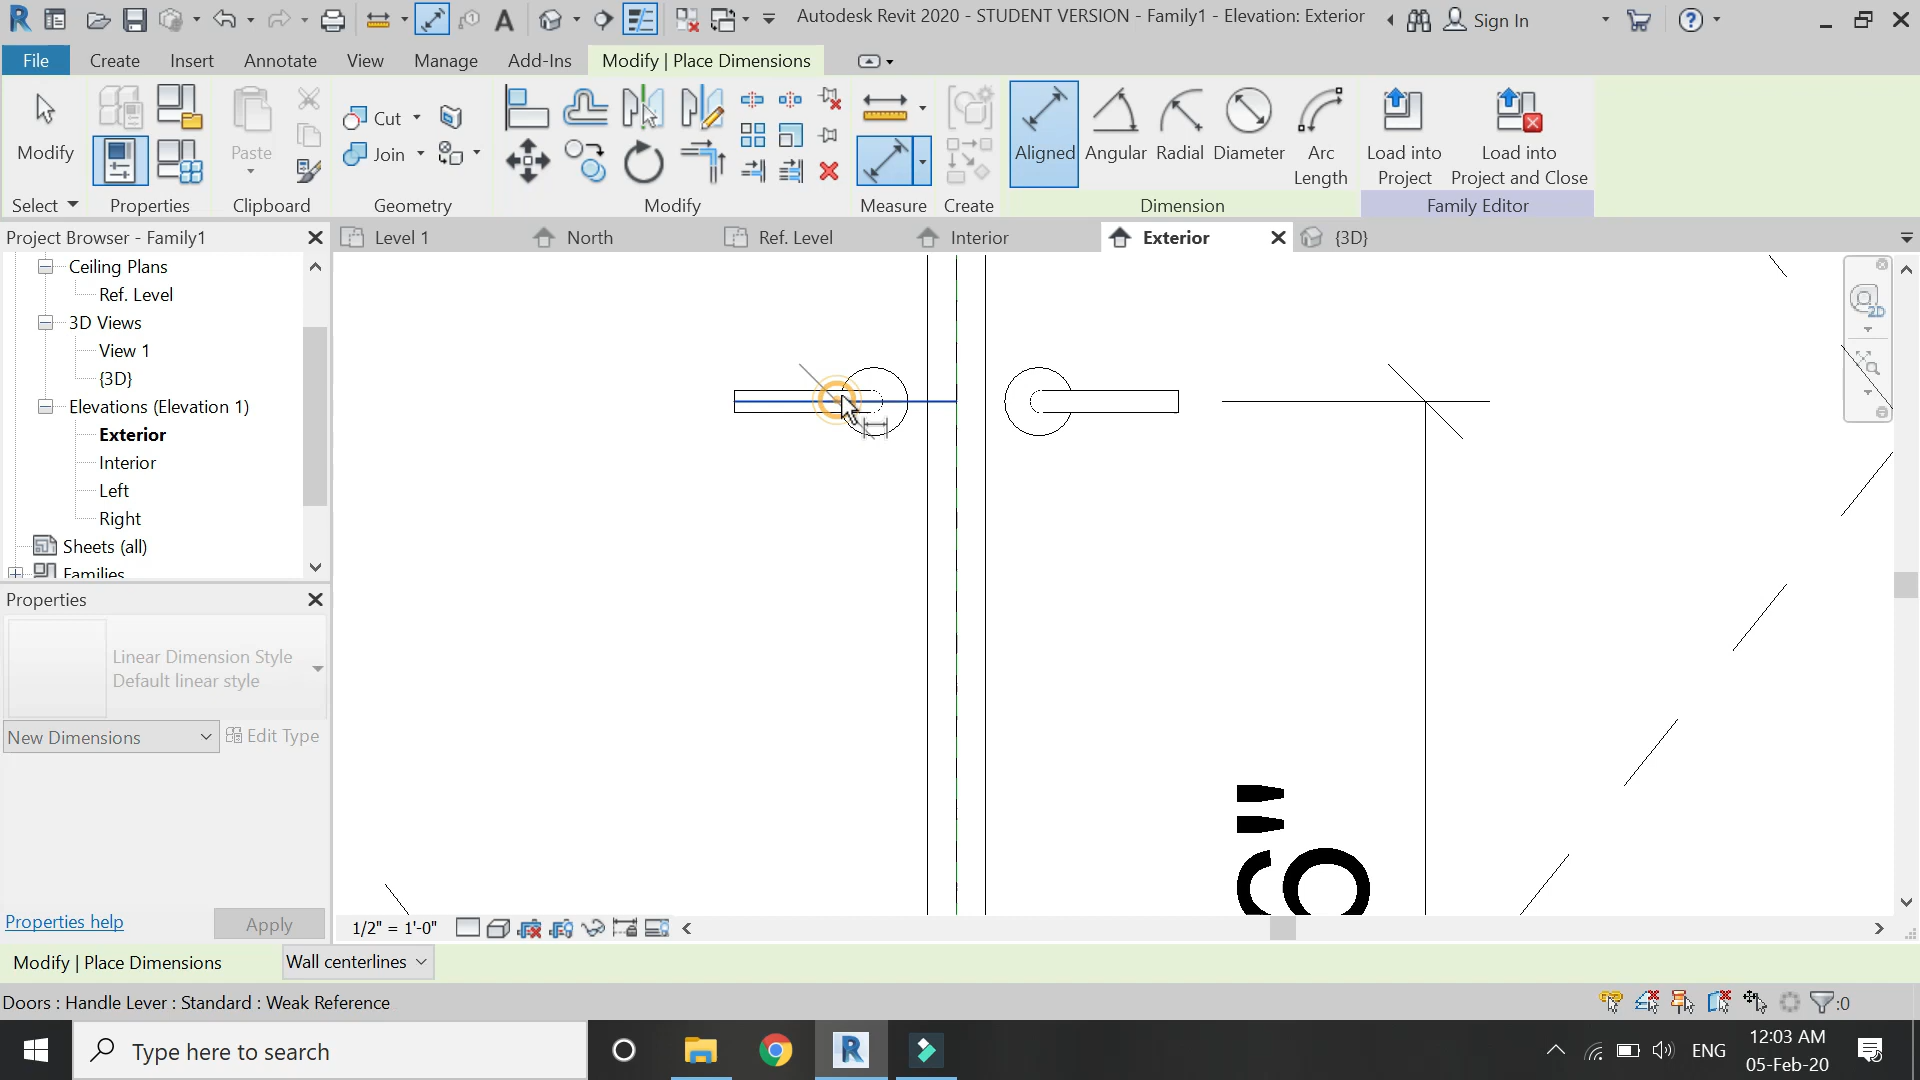 Autodesk Revit 2020 - STUDENT VERSION - Family1 - Elevation: Exterior
Sign In
File
Create
Insert
Annotate
View
Manage
Add-Ins
Modify | Place Dimensions
Modify
Paste
Cut
Join
Aligned
Angular
Radial
Diameter
Arc
Length
Load into
Project
Load into
Project and Close
Select
Properties
Clipboard
Geometry
Modify
Measure
Create
Dimension
Family Editor
Project Browser - Family1
Level 1
North
Ref. Level
Interior
Exterior
{3D}
Ceiling Plans
Ref. Level
3D Views
View 1
{3D}
Elevations (Elevation 1)
Exterior
Interior
Left
Right
Sheets (all)
Families
2D
Properties
Linear Dimension Style
Default linear style
New Dimensions
Edit Type
Properties help
Apply
1/2" = 1'-0"
Modify | Place Dimensions
Wall centerlines
Doors : Handle Lever : Standard : Weak Reference
:0
Type here to search
ENG
12:03 AM
05-Feb-20